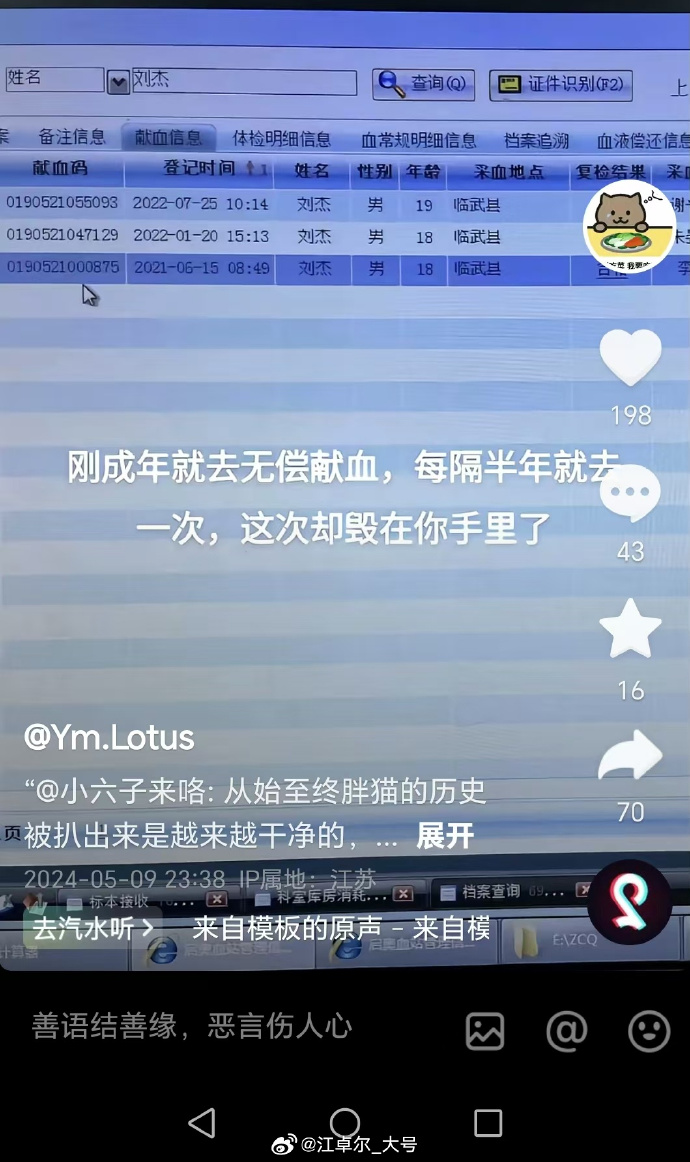 姓名 刘杰 查询(Q) 证件识别(F2) 上
案 备注信息 献血信息 体检明细信息 血常规明细信息 档案追溯 血液偿还信息
献血码 登记时间 1 姓名 性别 年龄 采血地点 复检结果 采血
0190521055093 2022-07-25 10:14 刘杰 男 19 临武县 谢
0190521047129 2022-01-20 15:13 刘杰 男 18 临武县 朱
0190521000875 2021-06-15 08:49 刘杰 男 18 临武县 合格 李
198
刚成年就去无偿献血，每隔半年就去
一次，这次却毁在你手里了
43
16
70
@Ym.Lotus
“@小六子来咯: 从始至终胖猫的历史
被扒出来是越来越干净的，... 展开
2024-05-09 23:38 IP属地：江苏
标本接收 ... 科室库房消耗... 档案查询
去汽水听 > 来自模板的原声 - 来自模
计算器 E:\ZCQ
善语结善缘，恶言伤人心
@江卓尔_大号